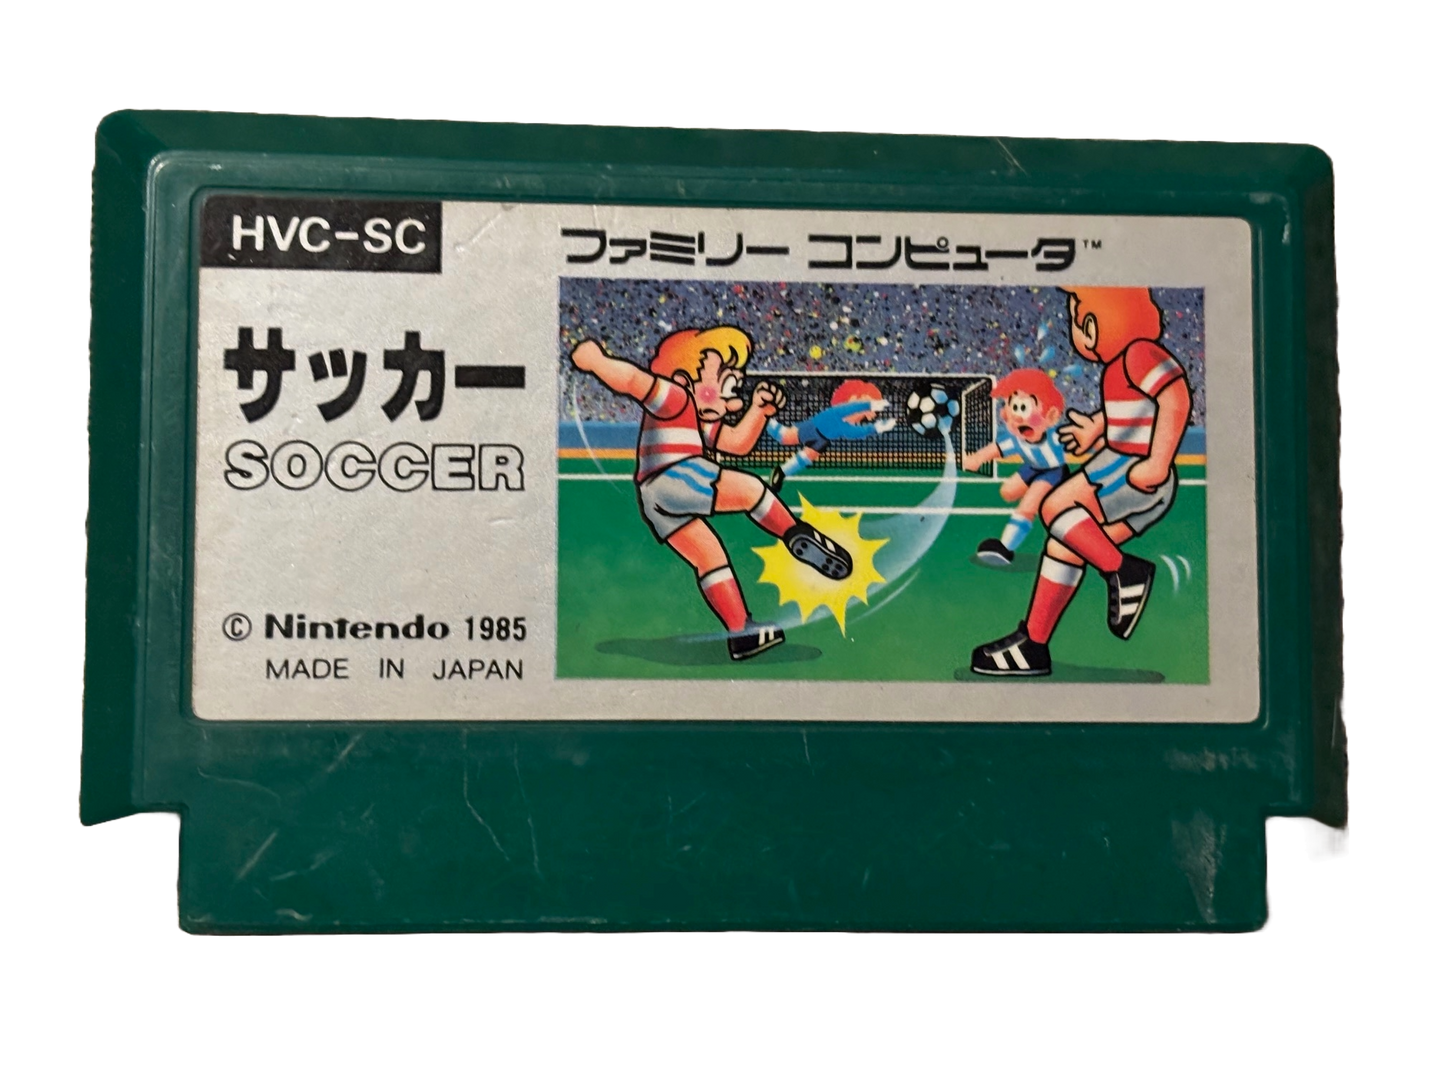 HVC-SC
ファミリー コンピュータ™
サッカー
SOCCER
© Nintendo 1985
MADE IN JAPAN